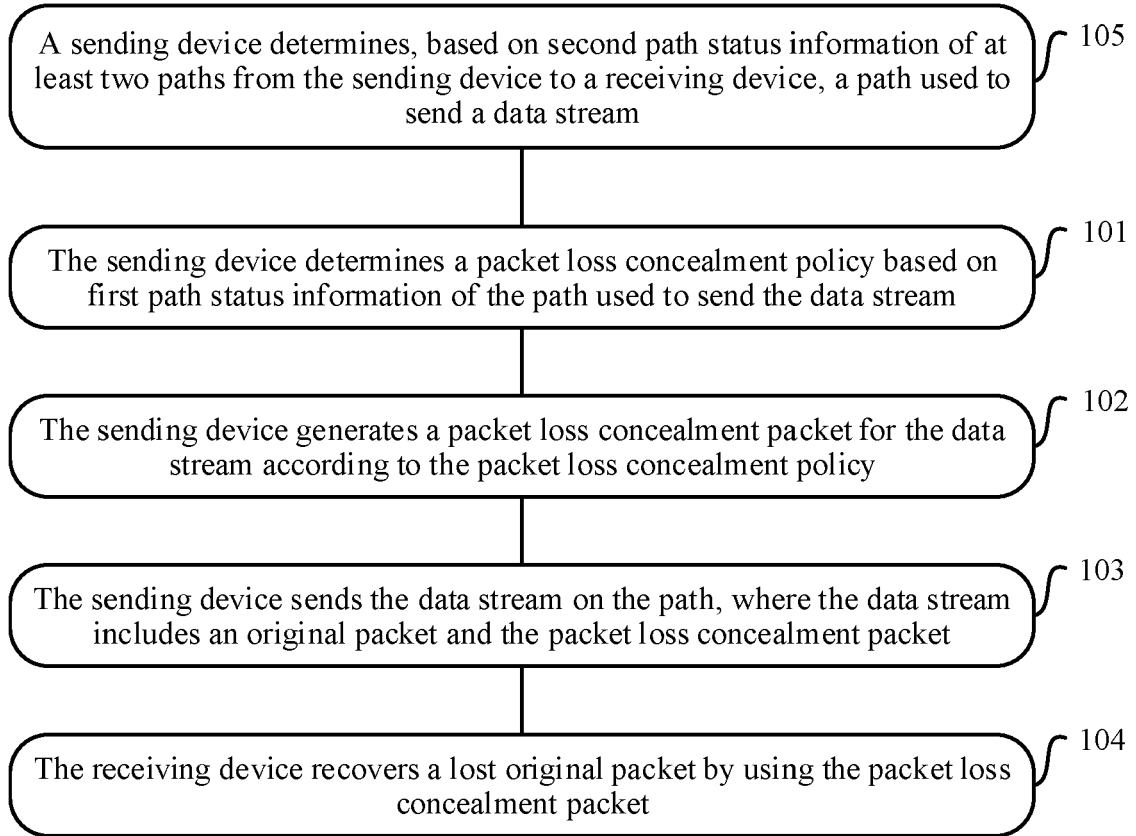 A sending device determines, based on second path status information of at
least two paths from the sending device to a receiving device, a path used to
send a data stream
105
The sending device determines a packet loss concealment policy based on
first path status information of the path used to send the data stream
101
The sending device generates a packet loss concealment packet for the data
stream according to the packet loss concealment policy
102
The sending device sends the data stream on the path, where the data stream
includes an original packet and the packet loss concealment packet
103
The receiving device recovers a lost original packet by using the packet loss
concealment packet
104